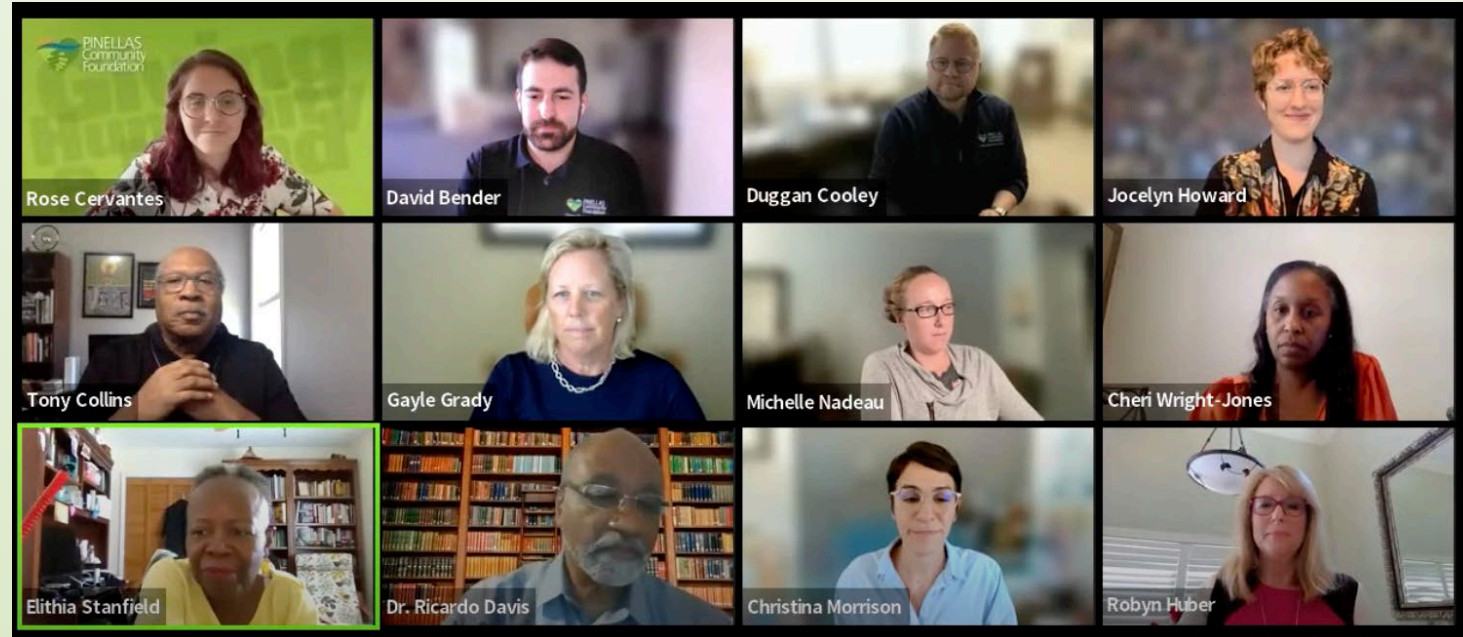 PINELLAS
Community
Foundation
Rose Cervantes
David Bender
Duggan Cooley
Jocelyn Howard
Tony Collins
Gayle Grady
Michelle Nadeau
Cheri Wright-Jones
Elithia Stanfield
Dr. Ricardo Davis
Christina Morrison
Robyn Huber